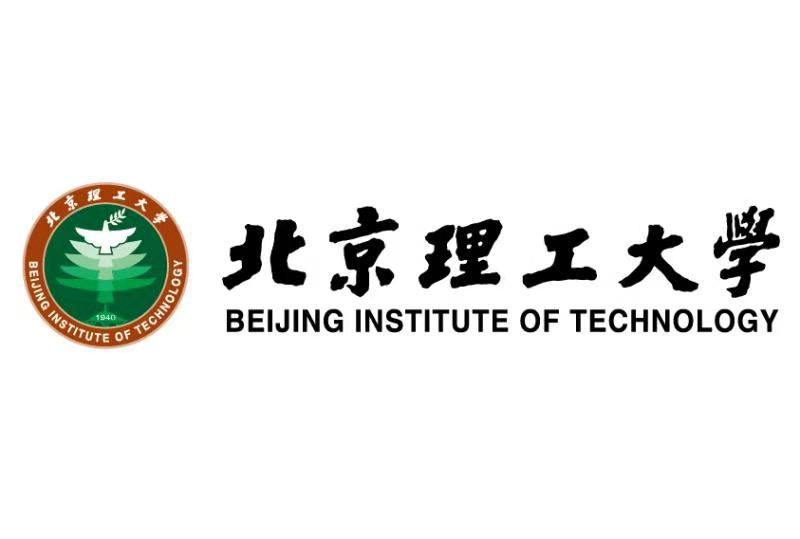 北京理工大学
BEIJING INSTITUTE OF TECHNOLOGY
1940
北京理工大學
BEIJING INSTITUTE OF TECHNOLOGY